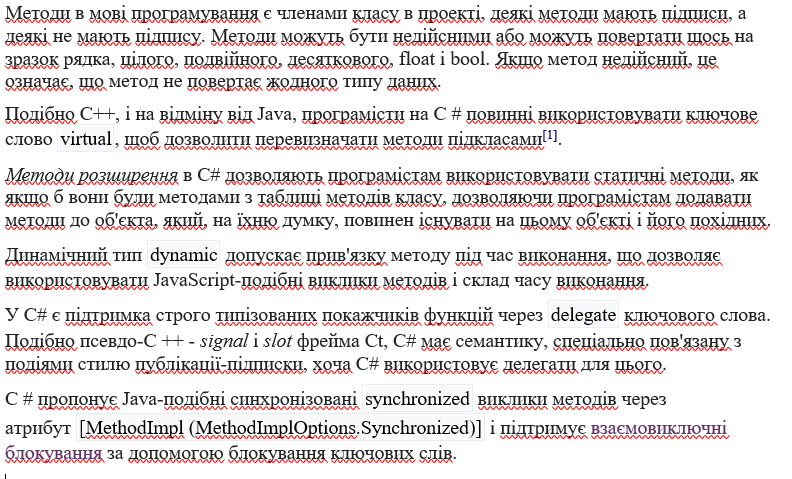 Методи в мові програмування є членами класу в проекті, деякі методи мають підписи, а
деякі не мають підпису. Методи можуть бути недійсними або можуть повертати щось на
зразок рядка, цілого, подвійного, десяткового, float і bool. Якщо метод недійсний, це
означає, що метод не повертає жодного типу даних.
Подібно C++, і на відміну від Java, програмісти на C # повинні використовувати ключове
слово virtual, щоб дозволити перевизначати методи підкласами[1].
Методи розширення в C# дозволяють програмістам використовувати статичні методи, як
якщо б вони були методами з таблиці методів класу, дозволяючи програмістам додавати
методи до об'єкта, який, на їхню думку, повинен існувати на цьому об'єкті і його похідних.
Динамічний тип dynamic допускає прив'язку методу під час виконання, що дозволяє
використовувати JavaScript-подібні виклики методів і склад часу виконання.
У C# є підтримка строго типізованих покажчиків функцій через delegate ключового слова.
Подібно псевдо-C ++ - signal і slot фрейма Ct, C# має семантику, спеціально пов'язану з
подіями стилю публікації-підписки, хоча C# використовує делегати для цього.
C # пропонує Java-подібні синхронізовані synchronized виклики методів через
атрибут [MethodImpl (MethodImplOptions.Synchronized)] і підтримує взаємовиключні
блокування за допомогою блокування ключових слів.